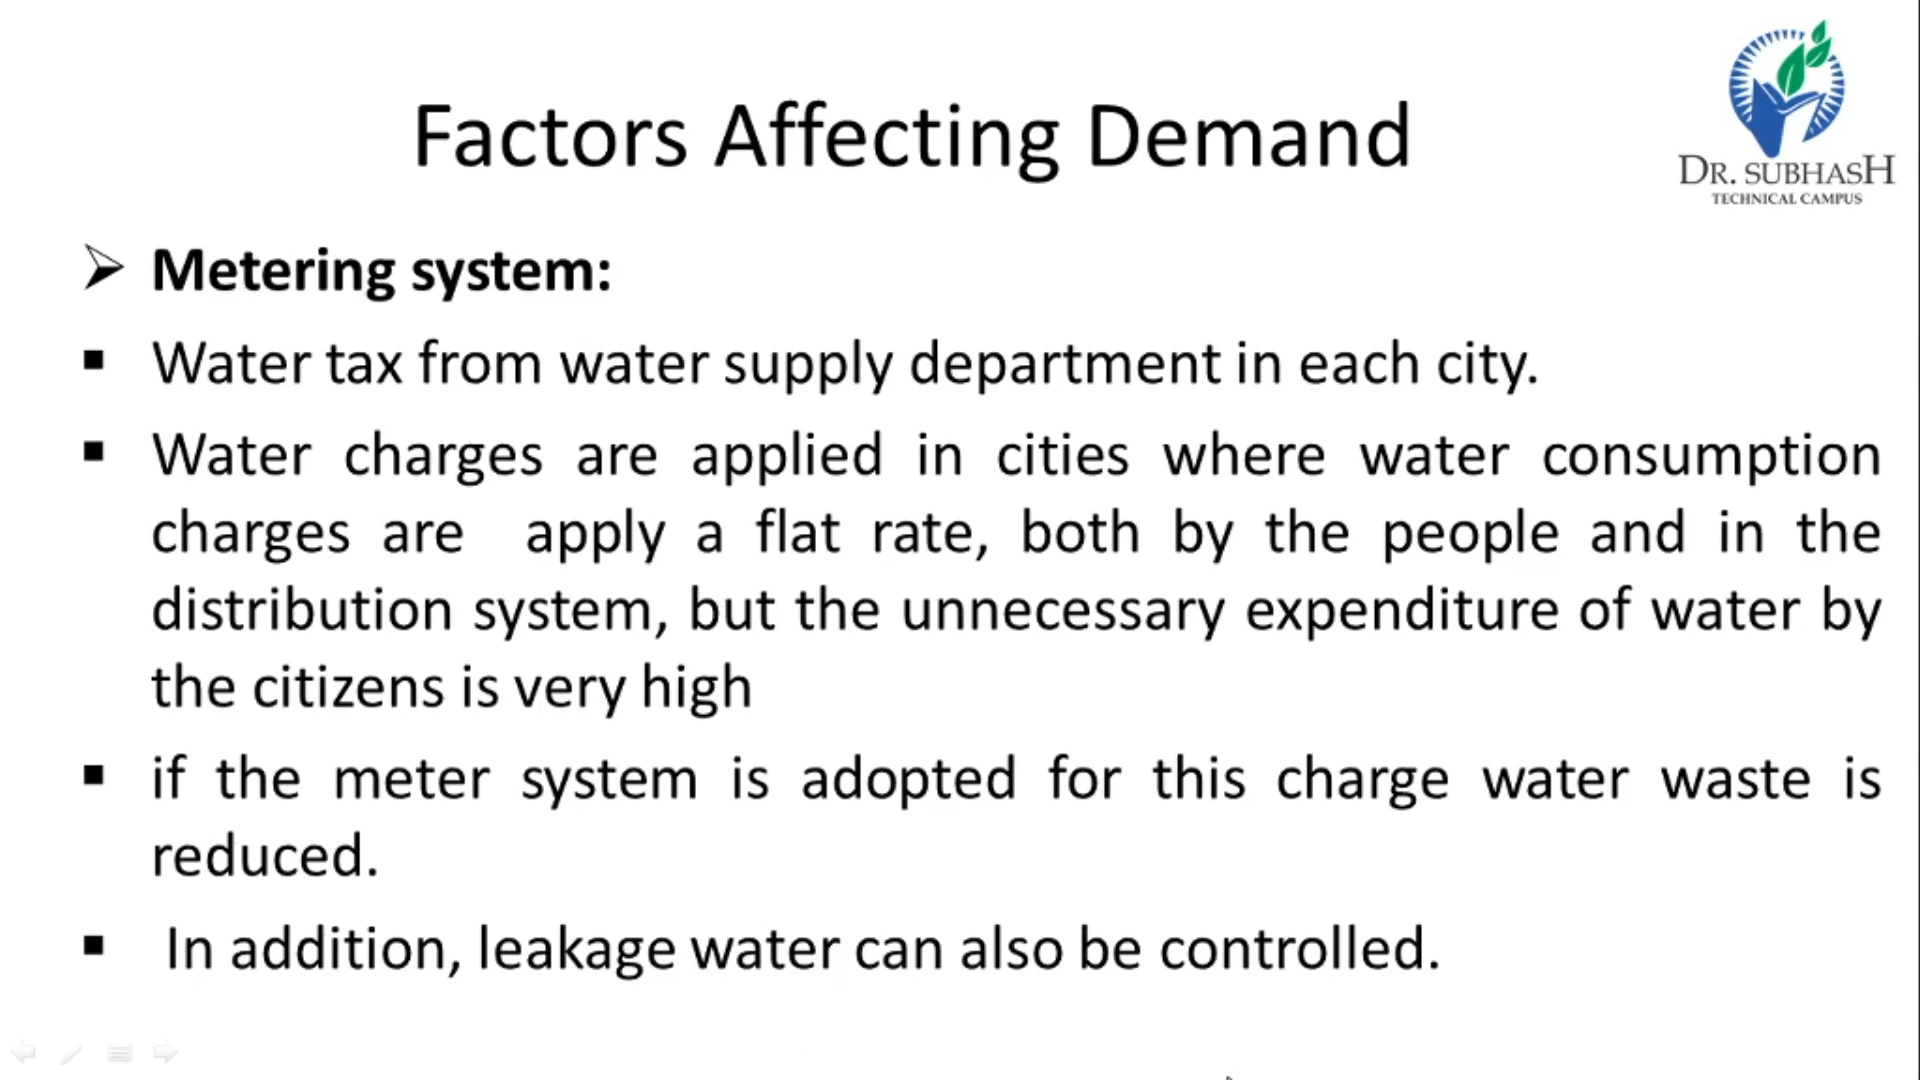 Factors Affecting Demand
DR. SUBHASH
TECHNICAL CAMPUS
➢ Metering system:
▪ Water tax from water supply department in each city.
▪ Water charges are applied in cities where water consumption
charges are apply a flat rate, both by the people and in the
distribution system, but the unnecessary expenditure of water by
the citizens is very high
▪ if the meter system is adopted for this charge water waste is
reduced.
▪ In addition, leakage water can also be controlled.